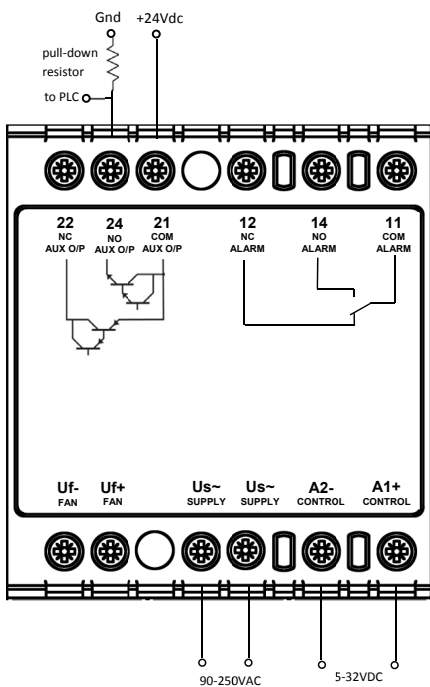 Gnd +24Vdc
pull-down
resistor
to PLC
22 24 21 12 14 11
NC NO COM NC NO COM
AUX O/P AUX O/P AUX O/P ALARM ALARM ALARM
Uf- Uf+ Us~ Us~ A2- A1+
FAN FAN SUPPLY SUPPLY CONTROL CONTROL
90-250VAC 5-32VDC